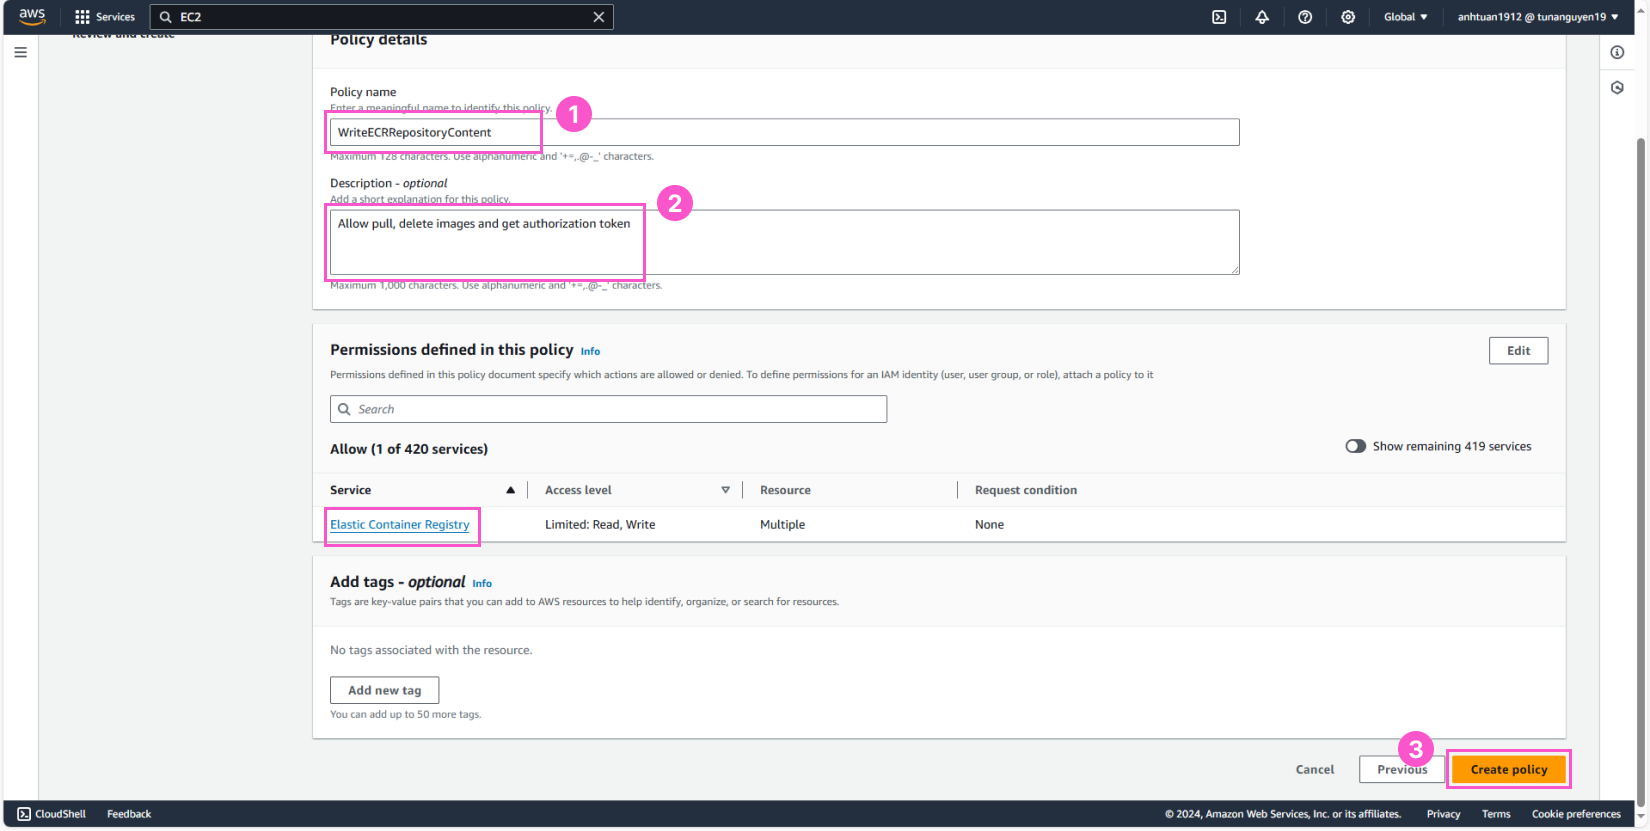 aws Services EC2 Global anhtuan1912 @ tunanguyen19
Review and create
Policy details
Policy name
Enter a meaningful name to identify this policy.
1
WriteECRRepositoryContent
Maximum 128 characters. Use alphanumeric and '+=,.@-_' characters.
Description - optional
Add a short explanation for this policy.
2
Allow pull, delete images and get authorization token
Maximum 1,000 characters. Use alphanumeric and '+=,.@-_' characters.
Permissions defined in this policy Info
Edit
Permissions defined in this policy document specify which actions are allowed or denied. To define permissions for an IAM identity (user, user group, or role), attach a policy to it
Search
Allow (1 of 420 services)
Show remaining 419 services
Service Access level Resource Request condition
Elastic Container Registry Limited: Read, Write Multiple None
Add tags - optional Info
Tags are key-value pairs that you can add to AWS resources to help identify, organize, or search for resources.
No tags associated with the resource.
Add new tag
You can add up to 50 more tags.
3
Cancel Previous Create policy
CloudShell Feedback © 2024, Amazon Web Services, Inc. or its affiliates. Privacy Terms Cookie preferences